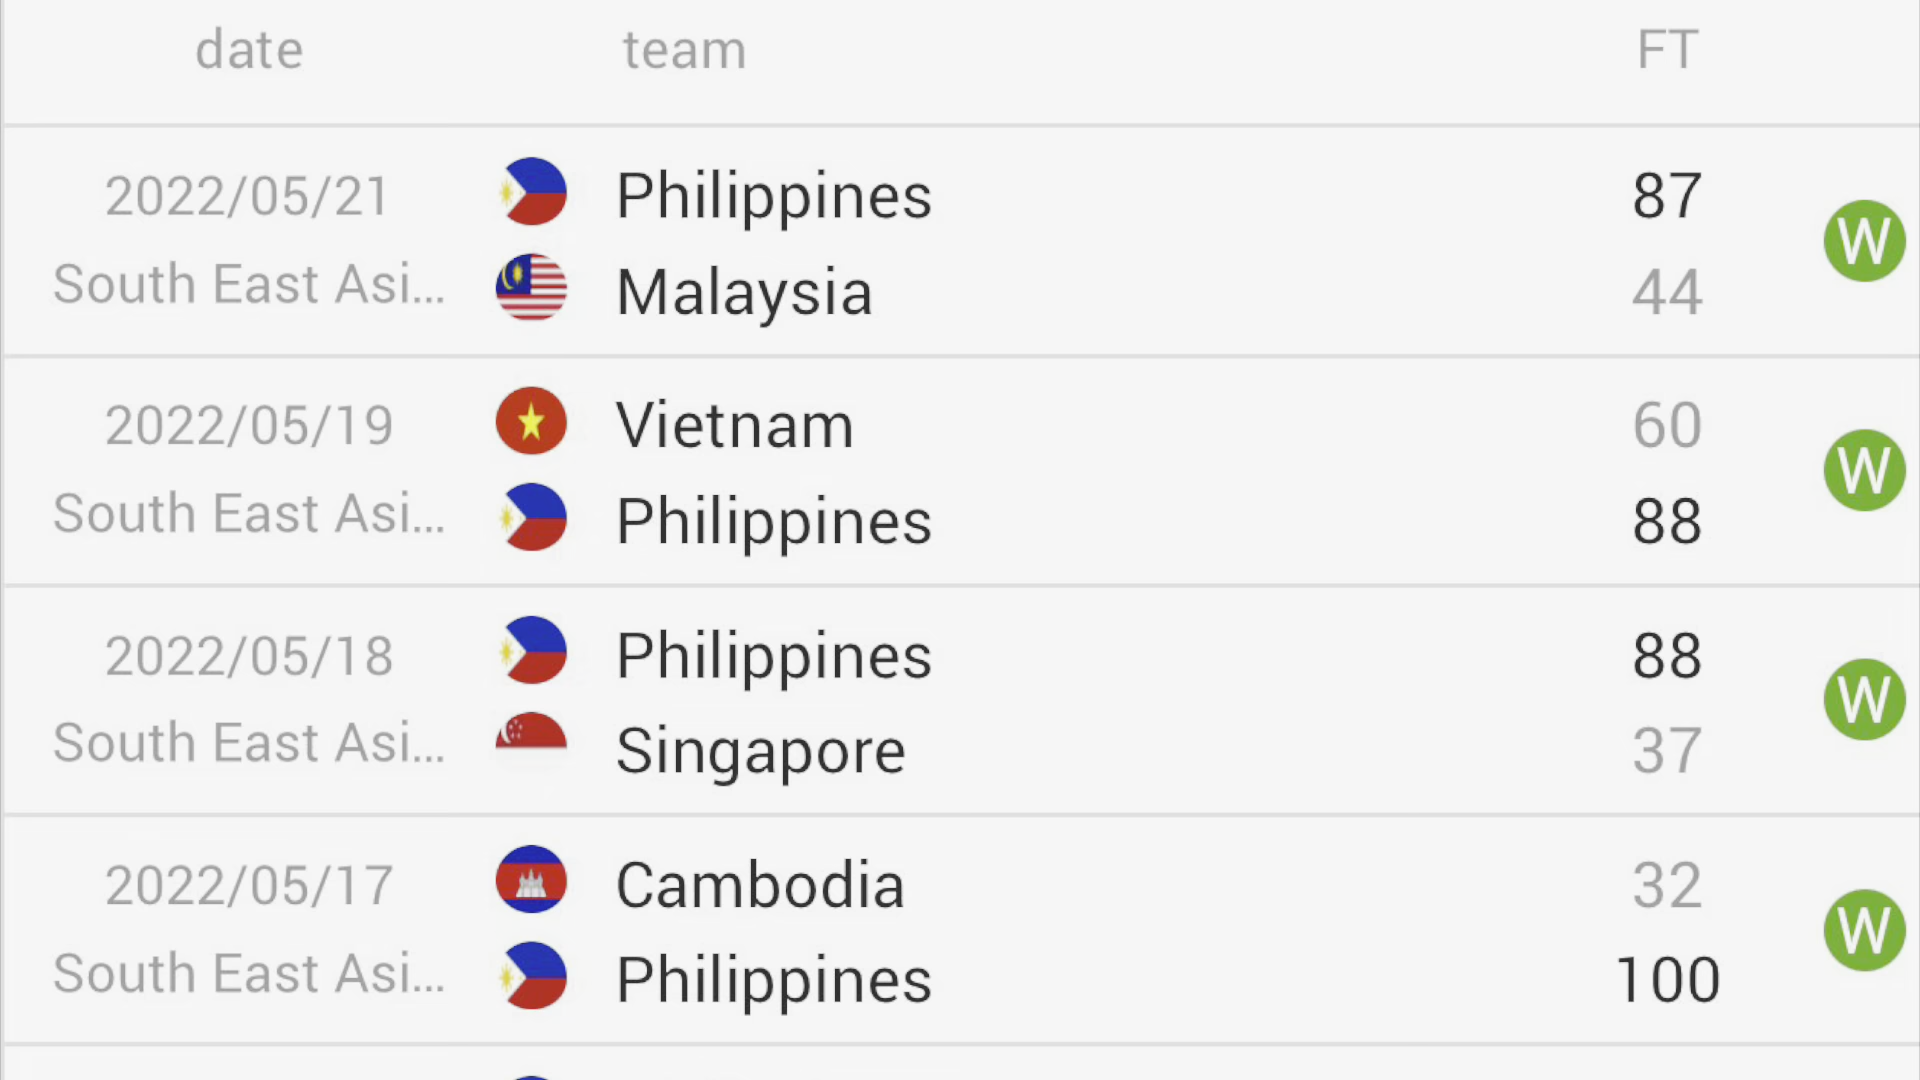 date team FT
2022/05/21 Philippines 87
South East Asi... Malaysia 44
W
2022/05/19 Vietnam 60
South East Asi... Philippines 88
W
2022/05/18 Philippines 88
South East Asi... Singapore 37
W
2022/05/17 Cambodia 32
South East Asi... Philippines 100
W